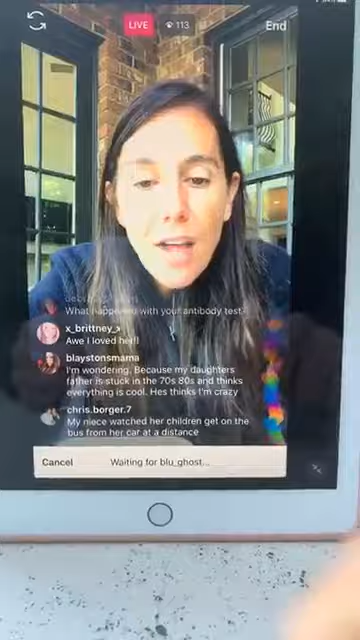 LIVE 113 End
What happened with your antibody test?
x_brittney_x
Awe I loved her!!
blaystonsmama
I'm wondering. Because my daughters
father is stuck in the 70s 80s and thinks
everything is cool. Hes thinks I'm crazy
chris.borger.7
My niece watched her children get on the
bus from her car at a distance
Cancel Waiting for blu_ghost...